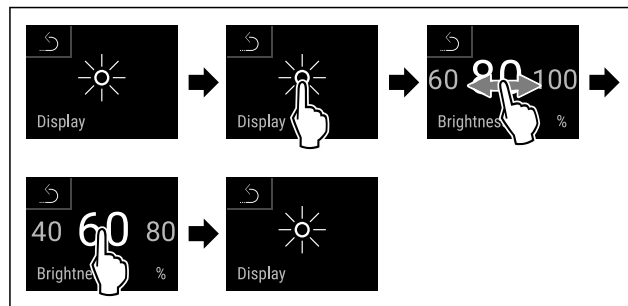 Display
Display
60 80 100
Brightnes %
40 60 80
Brightne %
Display